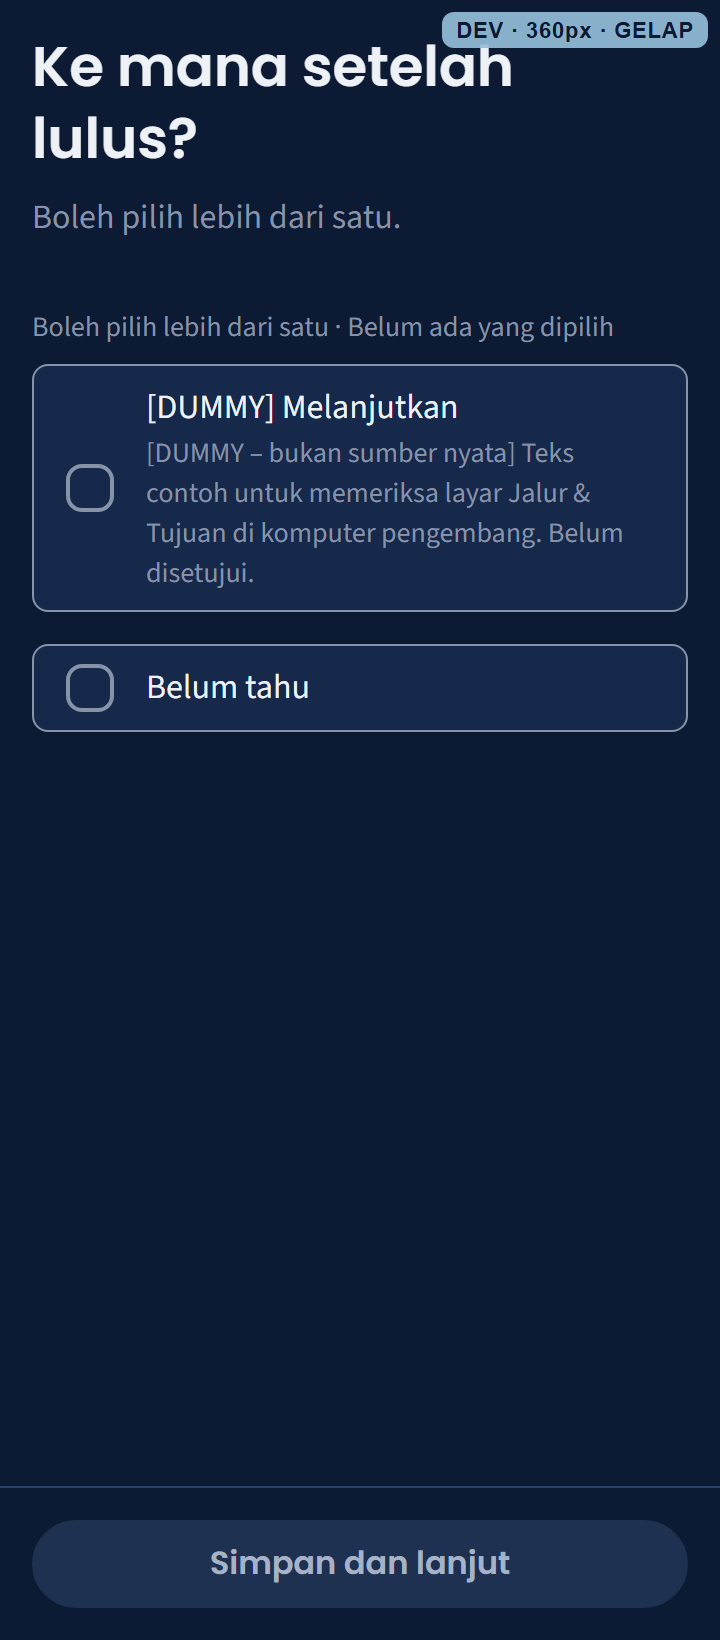 DEV · 360px · GELAP
Ke mana setelah
lulus?
Boleh pilih lebih dari satu.
Boleh pilih lebih dari satu · Belum ada yang dipilih
[DUMMY] Melanjutkan
[DUMMY – bukan sumber nyata] Teks
contoh untuk memeriksa layar Jalur &
Tujuan di komputer pengembang. Belum
disetujui.
Belum tahu
Simpan dan lanjut